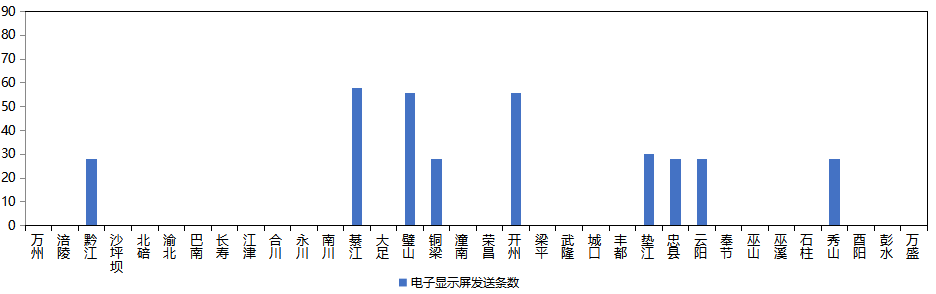 90
80
70
60
50
40
30
20
10
0
万州
涪陵
黔江
沙坪坝
北碚
渝北
巴南
长寿
江津
合川
永川
南川
綦江
大足
璧山
铜梁
潼南
荣昌
开州
梁平
武隆
城口
丰都
垫江
忠县
云阳
奉节
巫山
巫溪
石柱
秀山
酉阳
彭水
万盛
电子显示屏发送条数